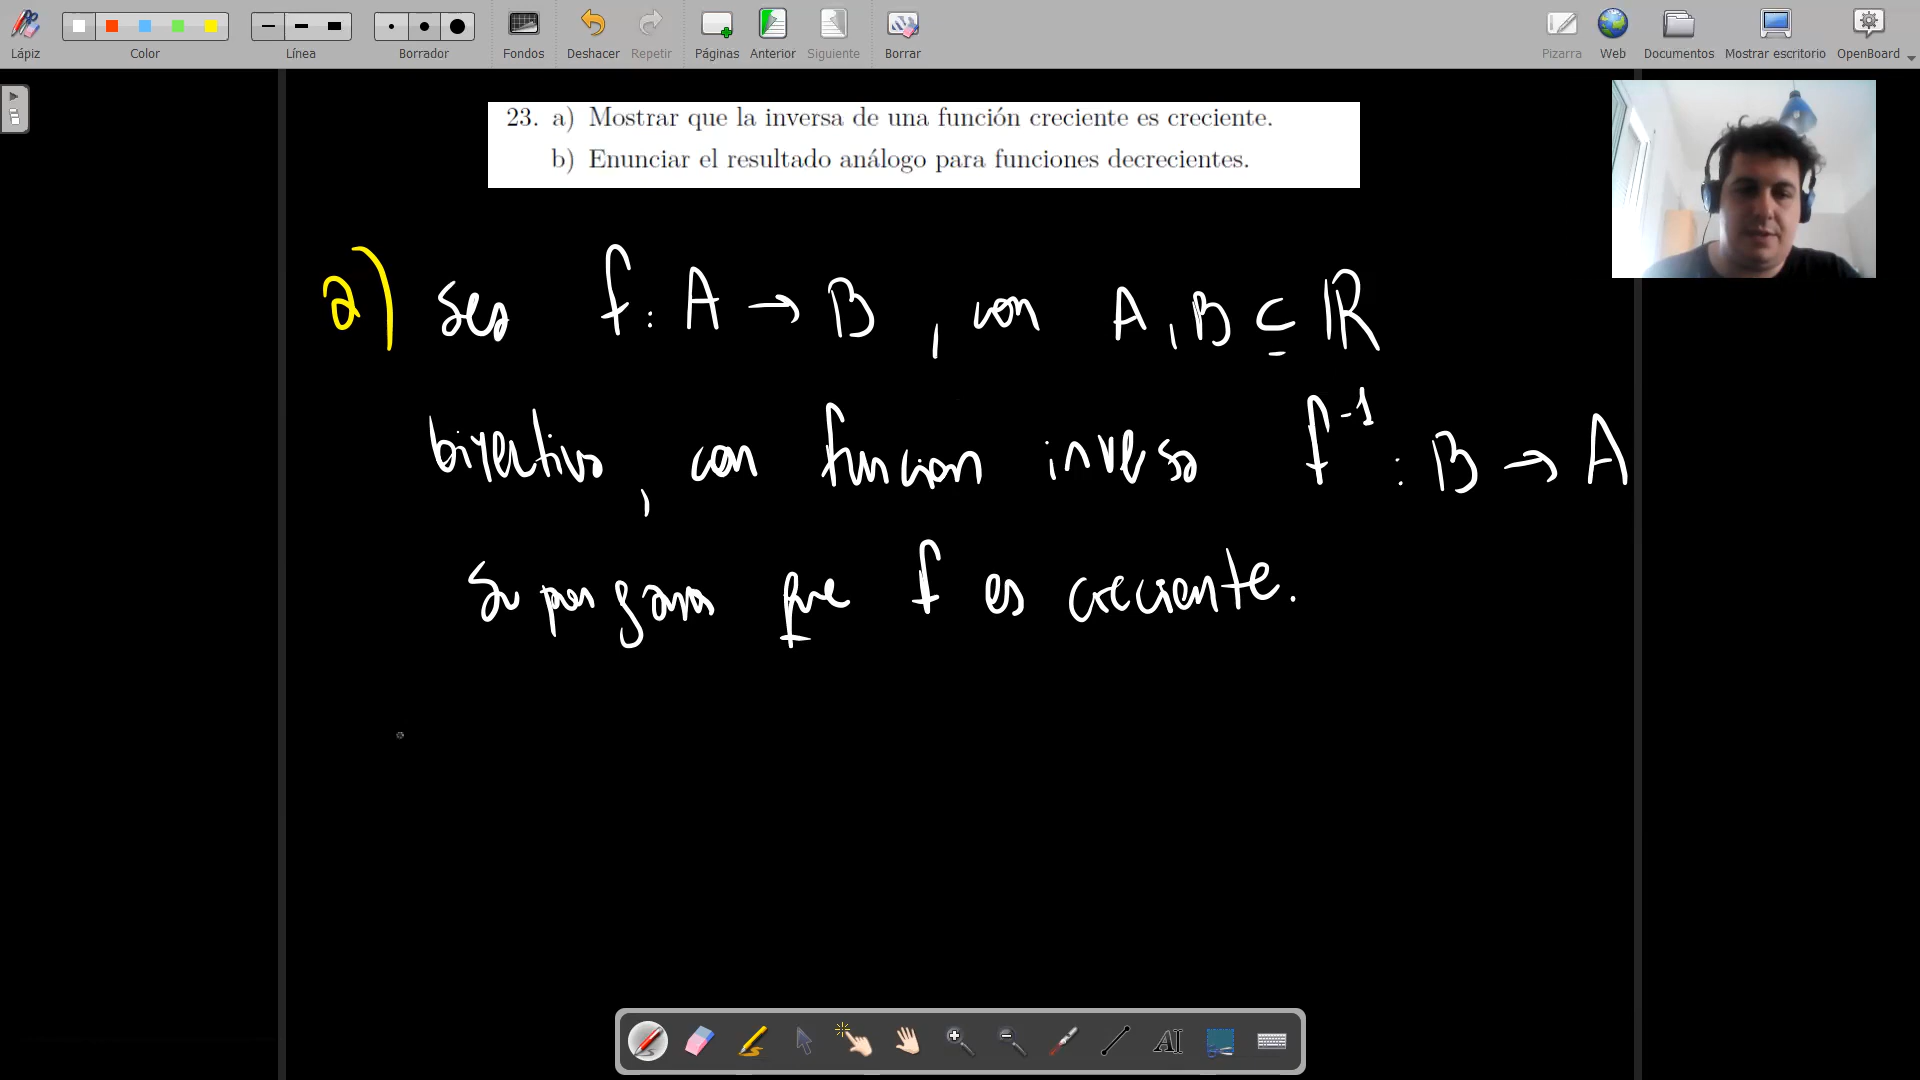 Lápiz
Color
Línea
Borrador
Fondos
Deshacer
Repetir
Páginas
Anterior
Siguiente
Borrar
Pizarra
Web
Documentos
Mostrar escritorio
OpenBoard
23. a) Mostrar que la inversa de una función creciente es creciente.
b) Enunciar el resultado análogo para funciones decrecientes.
a) Sea f : A → B , con A, B ⊆ ℝ
biyectiva, con función inversa f⁻¹ : B → A
Supongamos que f es creciente.
AI